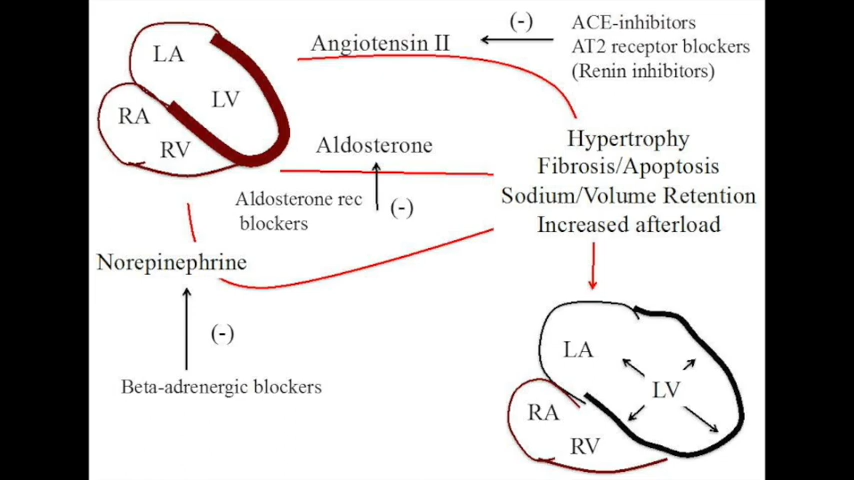 LA
LV
RA
RV
Angiotensin II
(-)
ACE-inhibitors
AT2 receptor blockers
(Renin inhibitors)
Aldosterone
Aldosterone rec
blockers
(-)
Hypertrophy
Fibrosis/Apoptosis
Sodium/Volume Retention
Increased afterload
Norepinephrine
(-)
Beta-adrenergic blockers
LA
LV
RA
RV